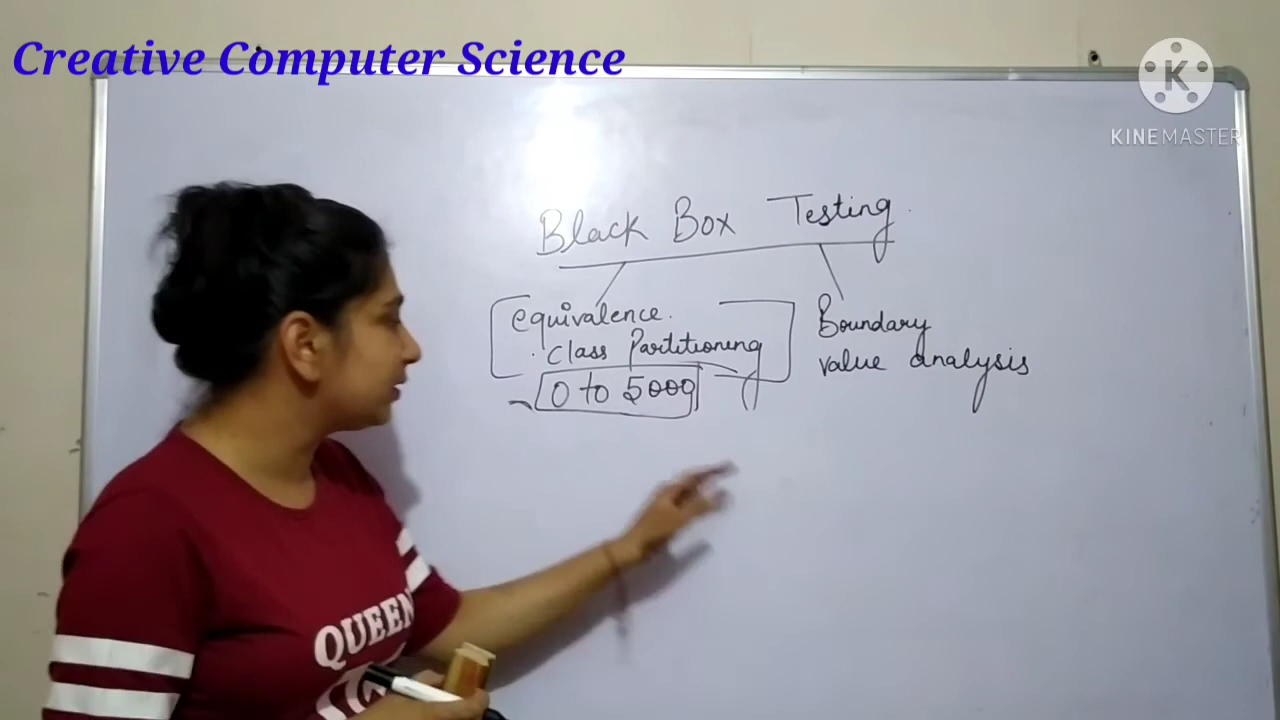 Creative Computer Science
K
KINEMASTER
Black Box Testing
equivalence.
class Partitioning
Boundary
value analysis
0 to 5000
QUEEN